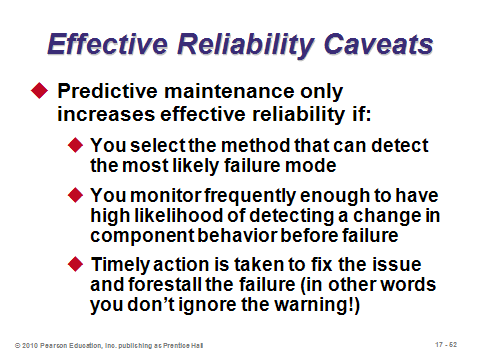 Effective Reliability Caveats
Predictive maintenance only
increases effective reliability if:
You select the method that can detect
the most likely failure mode
You monitor frequently enough to have
high likelihood of detecting a change in
component behavior before failure
Timely action is taken to fix the issue
and forestall the failure (in other words
you don't ignore the warning!)
© 2010 Pearson Education, Inc. publishing as Prentice Hall
17 - 62